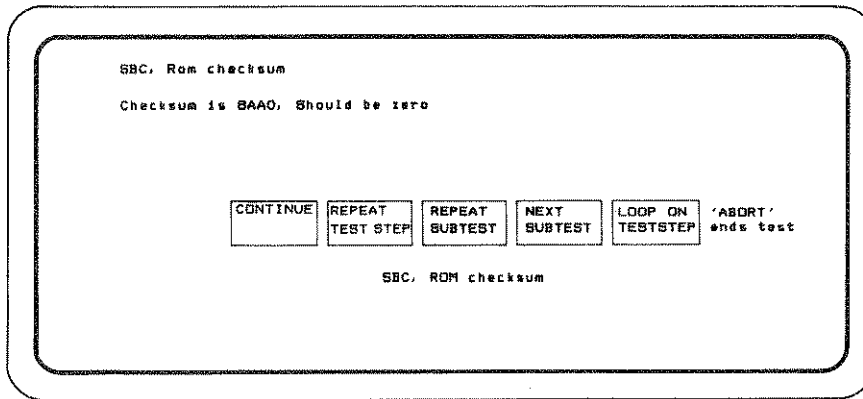 SBC, Rom checksum
Checksum is 8AA0, Should be zero
CONTINUE
REPEAT TEST STEP
REPEAT SUBTEST
NEXT SUBTEST
LOOP ON TESTSTEP
'ABORT' ends test
SBC, ROM checksum